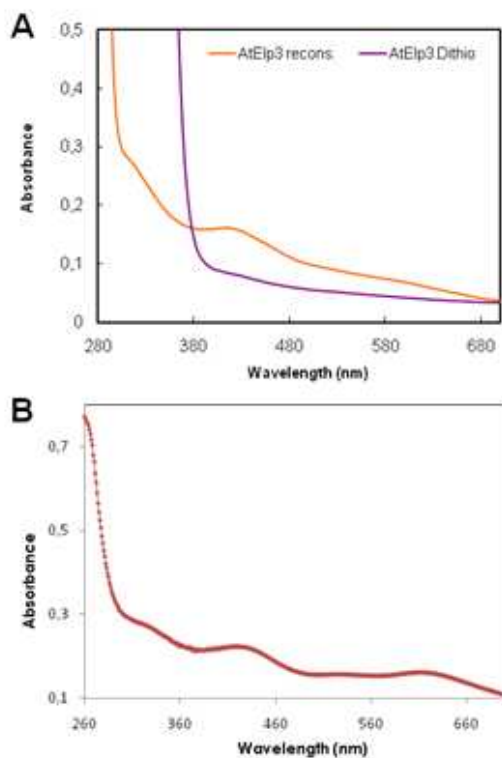 A
0,5
AtElp3 recons AtElp3 Dithio
0,4
0,3
Absorbance
0,2
0,1
0
280 380 480 580 680
Wavelength (nm)
B
0,7
0,5
Absorbance
0,3
0,1
260 360 460 560 660
Wavelength (nm)